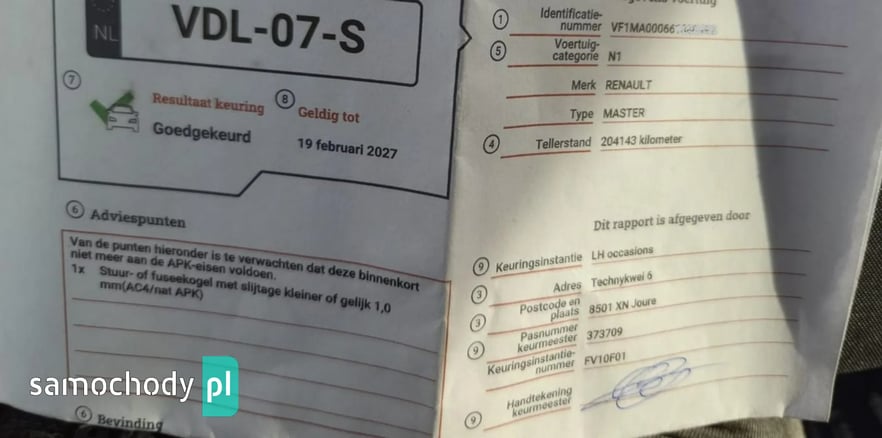 NL VDL-07-S
7 Resultaat keuring
Goedgekeurd
8 Geldig tot
19 februari 2027
6 Adviespunten
Van de punten hieronder is te verwachten dat deze binnenkort
niet meer aan de APK-eisen voldoen.
1x Stuur- of fuseekogel met slijtage kleiner of gelijk 1,0
mm(AC4/nat APK)
6 Bevinding
1 Identificatie-
nummer VF1MA00066
5 Voertuig-
categorie N1
Merk RENAULT
Type MASTER
4 Tellerstand 204143 kilometer
Dit rapport is afgegeven door
9 Keuringsinstantie LH occasions
3 Adres Technykwei 6
3 Postcode en
plaats 8501 XN Joure
9 Pasnummer
keurmeester 373709
Keuringsinstantie-
nummer FV10F01
9 Handtekening
keurmeester
samochody pl